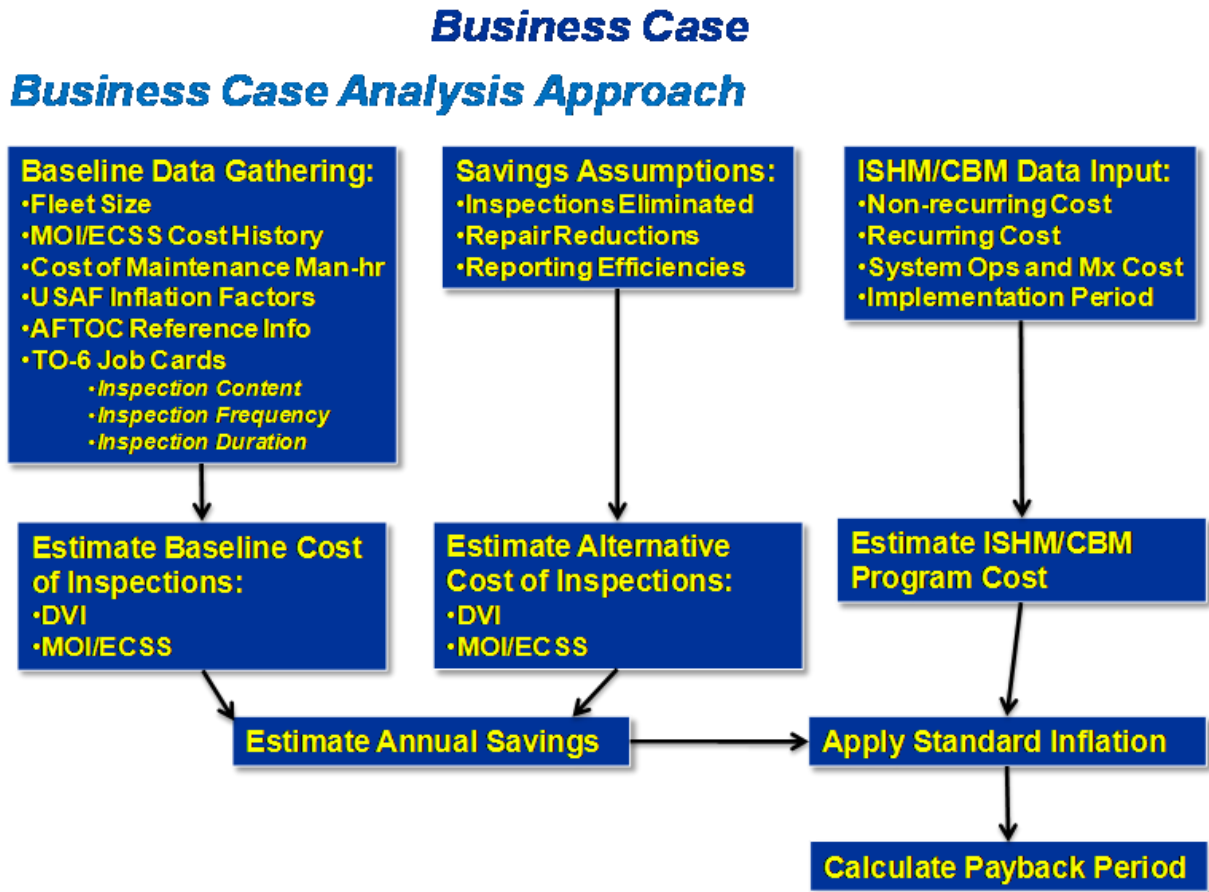 Business Case
Business Case Analysis Approach
Baseline Data Gathering:
•Fleet Size
•MOI/ECSS Cost History
•Cost of Maintenance Man-hr
•USAF Inflation Factors
•AFTOC Reference Info
•TO-6 Job Cards
•Inspection Content
•Inspection Frequency
•Inspection Duration
Savings Assumptions:
•Inspections Eliminated
•Repair Reductions
•Reporting Efficiencies
ISHM/CBM Data Input:
•Non-recurring Cost
•Recurring Cost
•System Ops and Mx Cost
•Implementation Period
Estimate Baseline Cost
of Inspections:
•DVI
•MOI/ECSS
Estimate Alternative
Cost of Inspections:
•DVI
•MOI/ECSS
Estimate ISHM/CBM
Program Cost
Estimate Annual Savings
Apply Standard Inflation
Calculate Payback Period